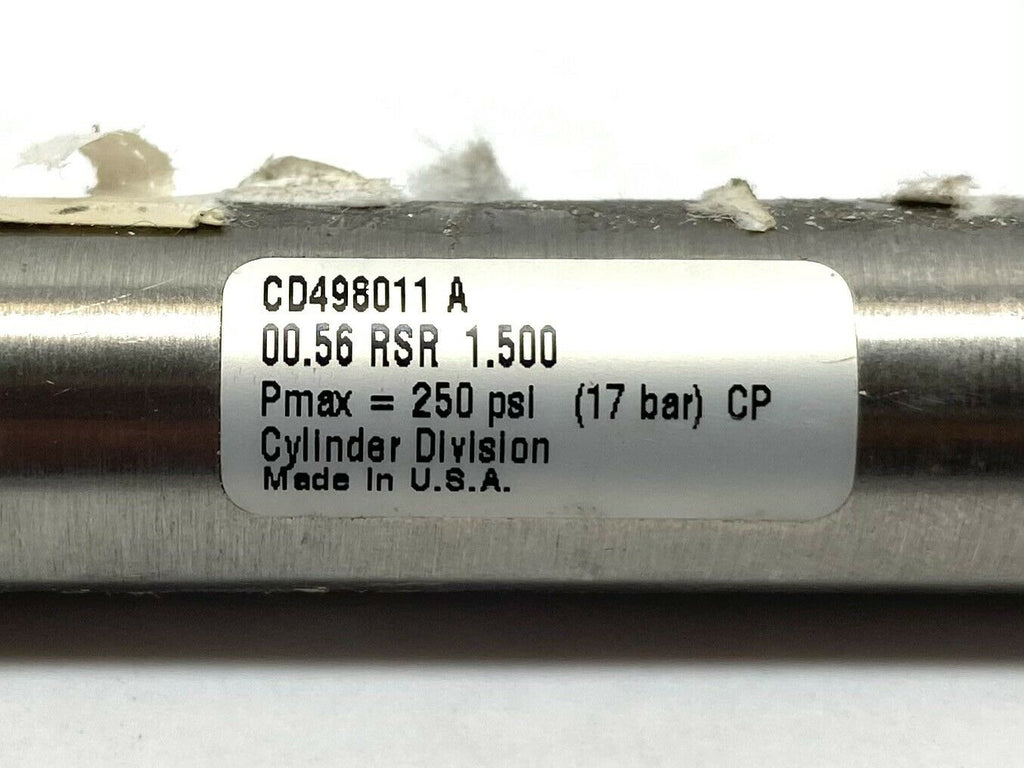 CD498011 A
00.56 RSR 1.500
Pmax = 250 psi (17 bar) CP
Cylinder Division
Made in U.S.A.